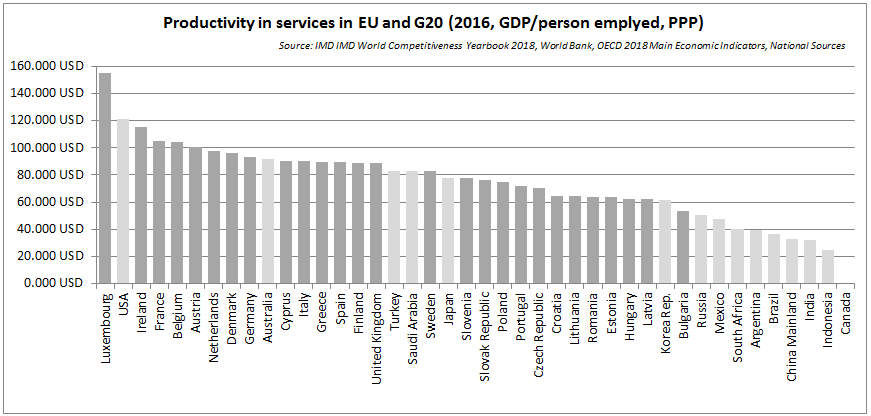 Productivity in services in EU and G20 (2016, GDP/person emplyed, PPP)
Source: IMD IMD World Competitiveness Yearbook 2018, World Bank, OECD 2018 Main Economic Indicators, National Sources
160.000 USD
140.000 USD
120.000 USD
100.000 USD
80.000 USD
60.000 USD
40.000 USD
20.000 USD
0.000 USD
Luxembourg
USA
Ireland
France
Belgium
Austria
Netherlands
Denmark
Germany
Australia
Cyprus
Italy
Greece
Spain
Finland
United Kingdom
Turkey
Saudi Arabia
Sweden
Japan
Slovenia
Slovak Republic
Poland
Portugal
Czech Republic
Croatia
Lithuania
Romania
Estonia
Hungary
Latvia
Korea Rep.
Bulgaria
Russia
Mexico
South Africa
Argentina
Brazil
China Mainland
India
Indonesia
Canada